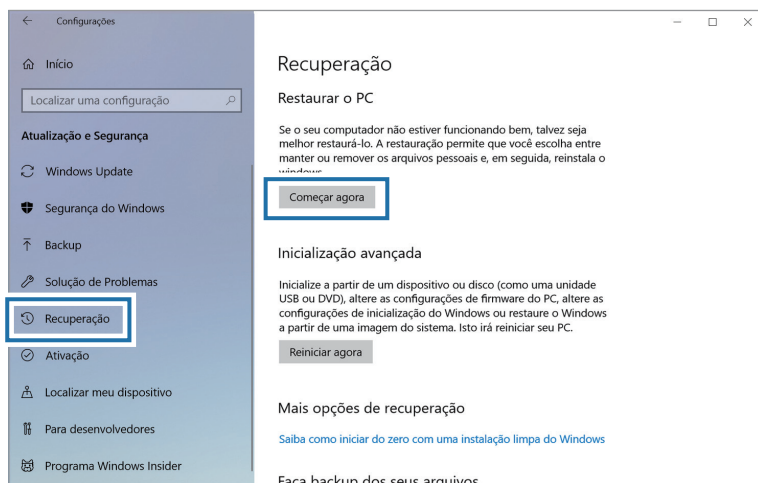 Configurações
Início
Localizar uma configuração
Atualização e Segurança
Windows Update
Segurança do Windows
Backup
Solução de Problemas
Recuperação
Ativação
Localizar meu dispositivo
Para desenvolvedores
Programa Windows Insider
Recuperação
Restaurar o PC
Se o seu computador não estiver funcionando bem, talvez seja
melhor restaurá-lo. A restauração permite que você escolha entre
manter ou remover os arquivos pessoais e, em seguida, reinstala o
windows
Começar agora
Inicialização avançada
Inicialize a partir de um dispositivo ou disco (como uma unidade
USB ou DVD), altere as configurações de firmware do PC, altere as
configurações de inicialização do Windows ou restaure o Windows
a partir de uma imagem do sistema. Isto irá reiniciar seu PC.
Reiniciar agora
Mais opções de recuperação
Saiba como iniciar do zero com uma instalação limpa do Windows
Faça backup dos seus arquivos